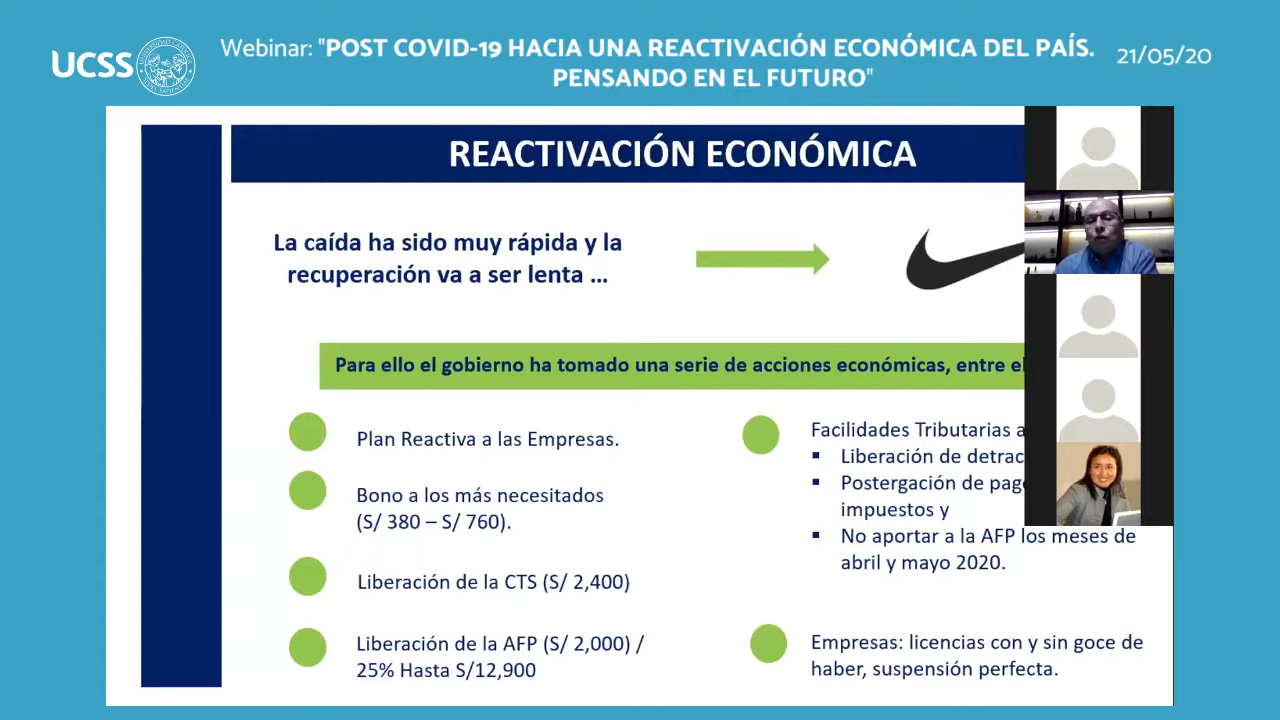 UCSS
Webinar: "POST COVID-19 HACIA UNA REACTIVACIÓN ECONÓMICA DEL PAÍS.
PENSANDO EN EL FUTURO"
21/05/20
REACTIVACIÓN ECONÓMICA
La caída ha sido muy rápida y la
recuperación va a ser lenta ...
Para ello el gobierno ha tomado una serie de acciones económicas, entre
Plan Reactiva a las Empresas.
Bono a los más necesitados
(S/ 380 – S/ 760).
Liberación de la CTS (S/ 2,400)
Liberación de la AFP (S/ 2,000) /
25% Hasta S/12,900
Facilidades Tributarias
Liberación de
Postergación de
impuestos y
No aportar a la AFP los meses de
abril y mayo 2020.
Empresas: licencias con y sin goce de
haber, suspensión perfecta.